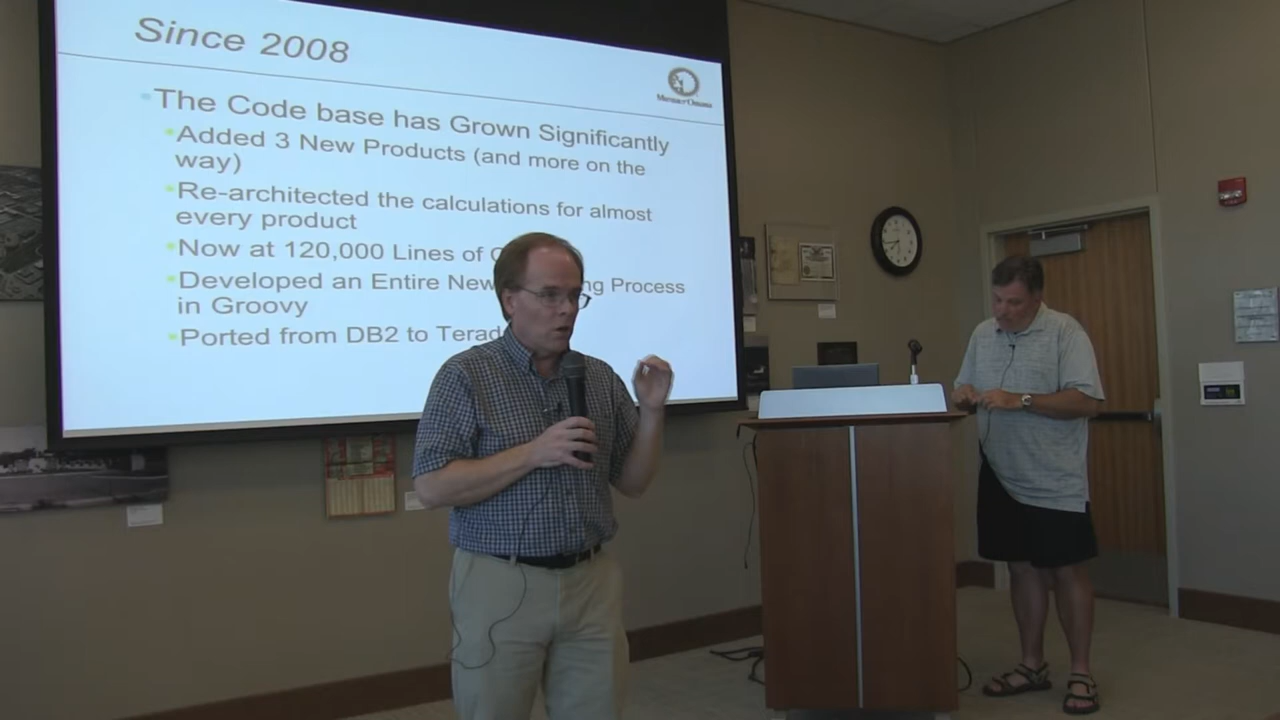 Since 2008
The Code base has Grown Significantly
Added 3 New Products (and more on the
way)
Re-architected the calculations for almost
every product
Now at 120,000 Lines of
Developed an Entire New Process
in Groovy
Ported from DB2 to